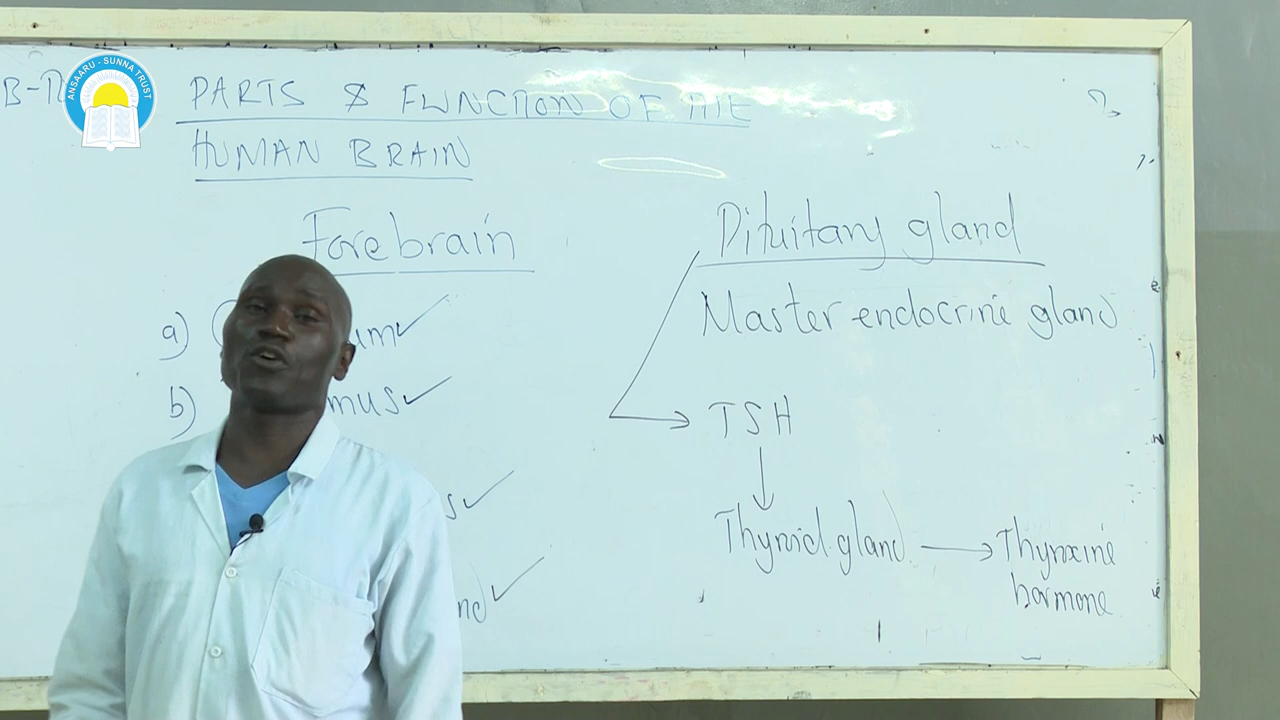 ANSAARU - SUNNA TRUST
PARTS & FUNCTION OF THE
HUMAN BRAIN
Forebrain
a)
b)
Pituitary gland
Master endocrine gland
TSH
Thyroid gland
Thyroxine
hormone